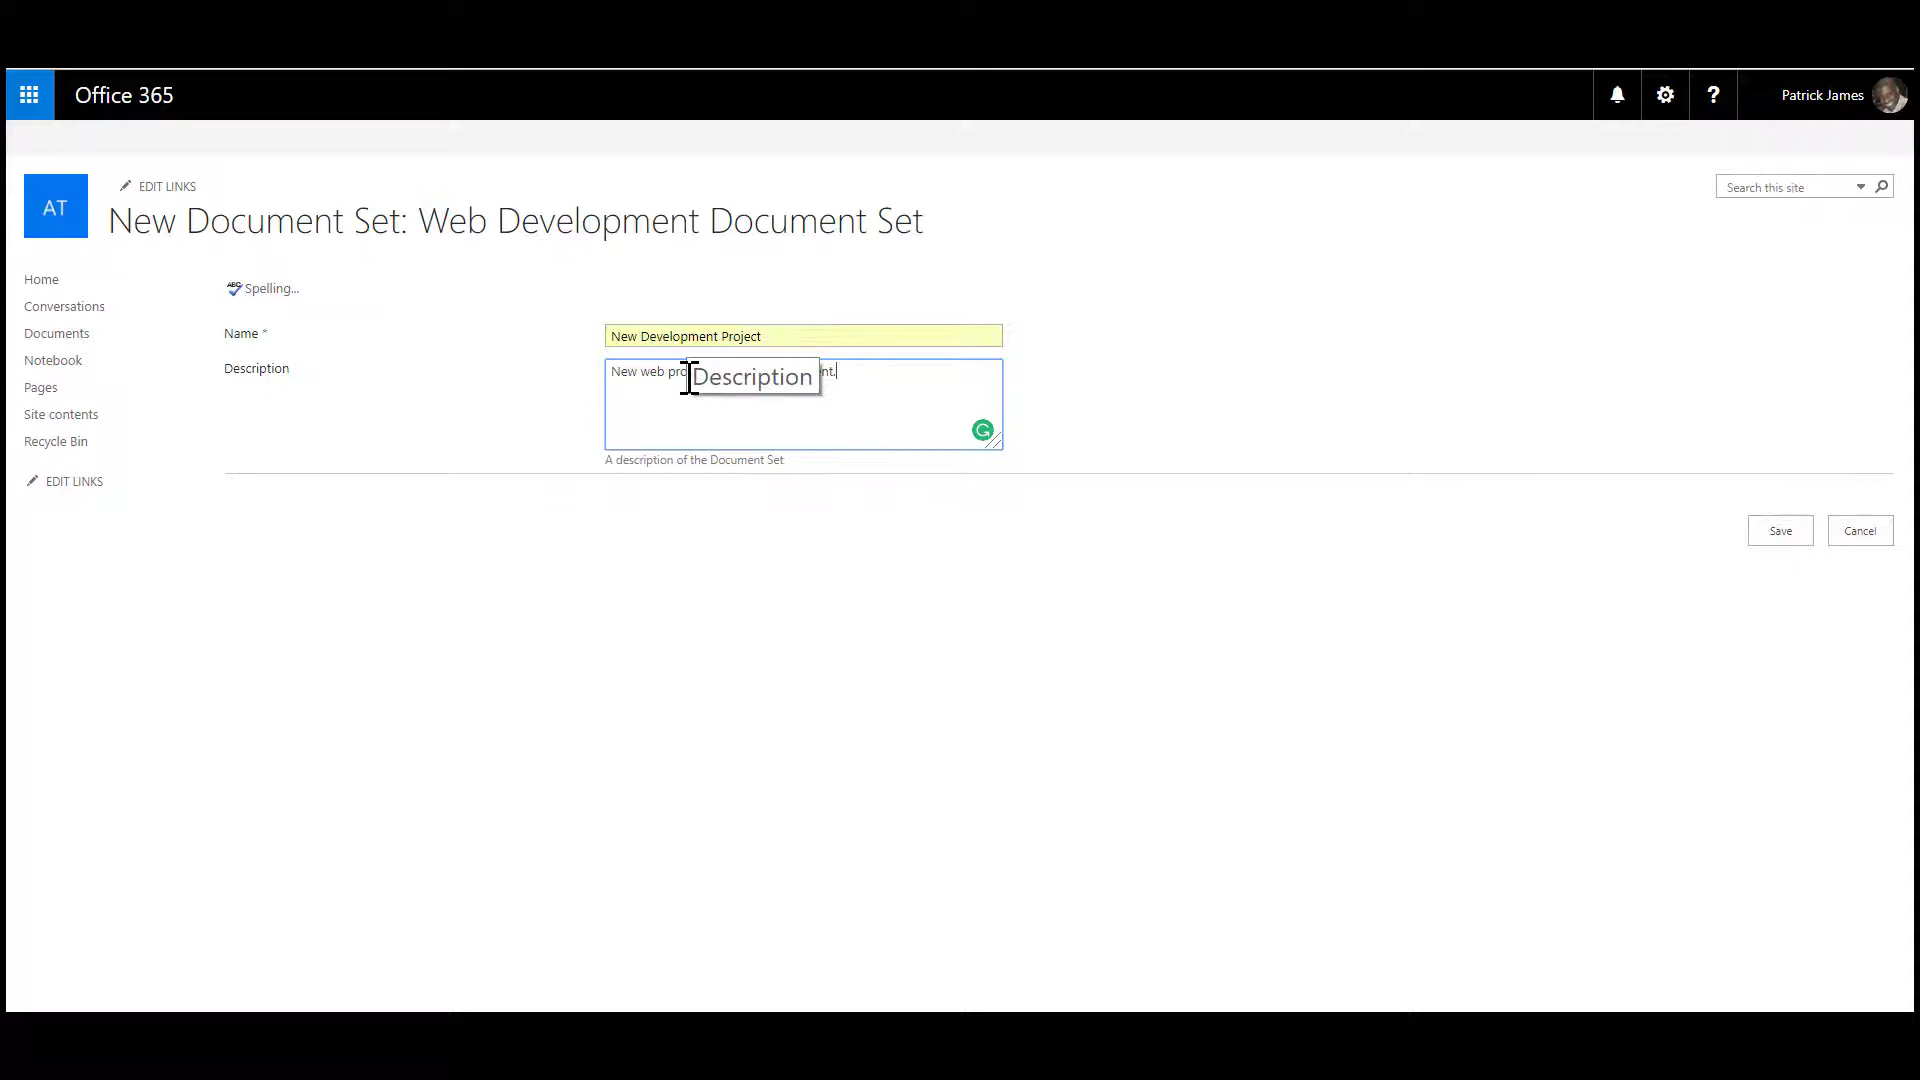 Office 365
Patrick James
AT
EDIT LINKS
Search this site
New Document Set: Web Development Document Set
Home
Conversations
Documents
Notebook
Pages
Site contents
Recycle Bin
EDIT LINKS
ABC Spelling...
Name *
New Development Project
Description
New web
Description
A description of the Document Set
Save
Cancel